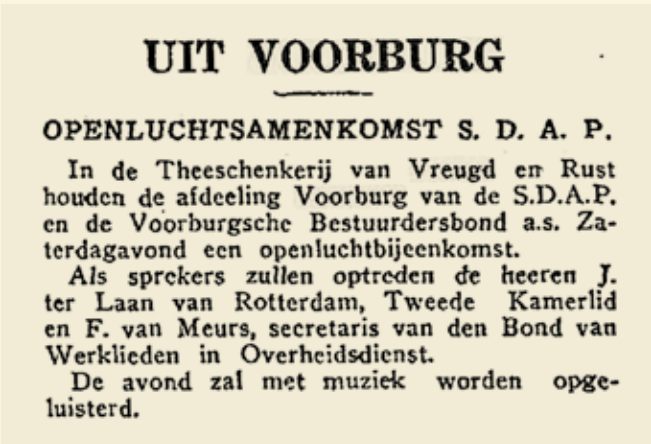 UIT VOORBURG
OPENLUCHTSAMENKOMST S. D. A. P.
In de Theeschenkerij van Vreugd en Rust
houden de afdeeling Voorburg van de S.D.A.P.
en de Voorburgsche Bestuurdersbond a.s. Za-
terdagavond een openluchtbijeenkomst.
Als sprekers zullen optreden de heeren J.
ter Laan van Rotterdam, Tweede Kamerlid
en F. van Meurs, secretaris van den Bond van
Werklieden in Overheidsdienst.
De avond zal met muziek worden opge-
luisterd.